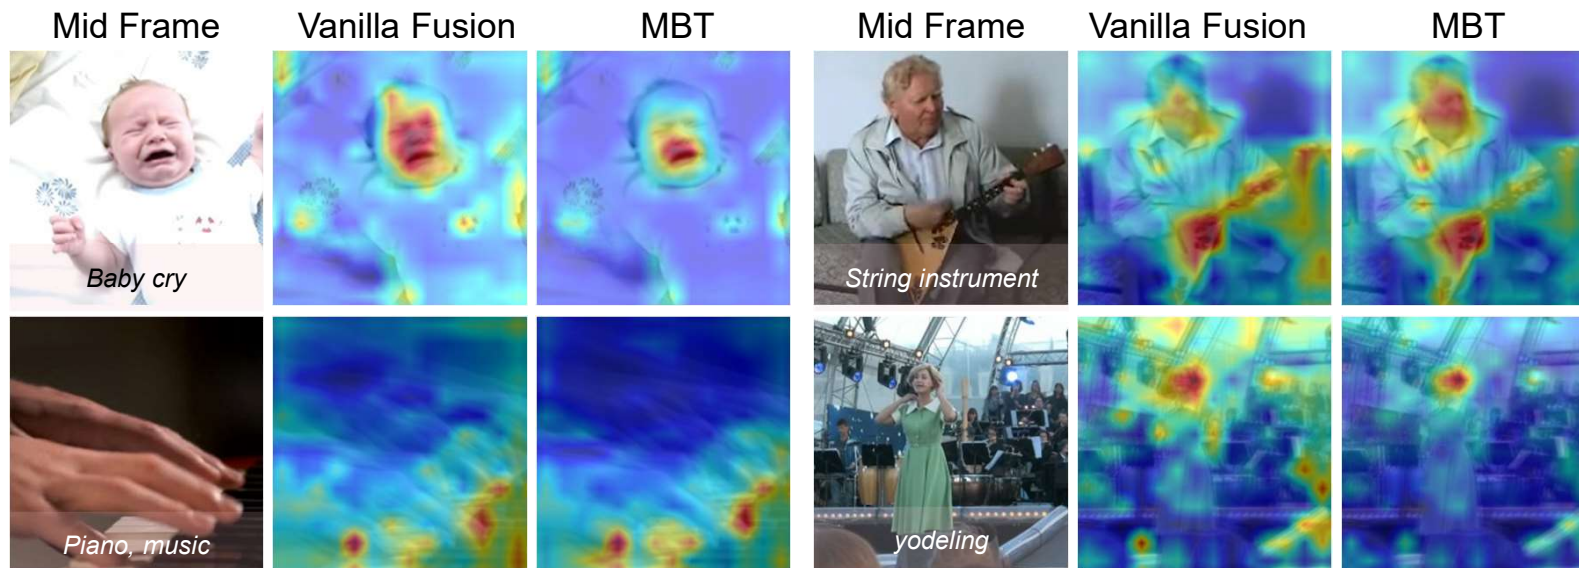 Mid Frame Vanilla Fusion MBT Mid Frame Vanilla Fusion MBT
Baby cry String instrument
Piano, music yodeling